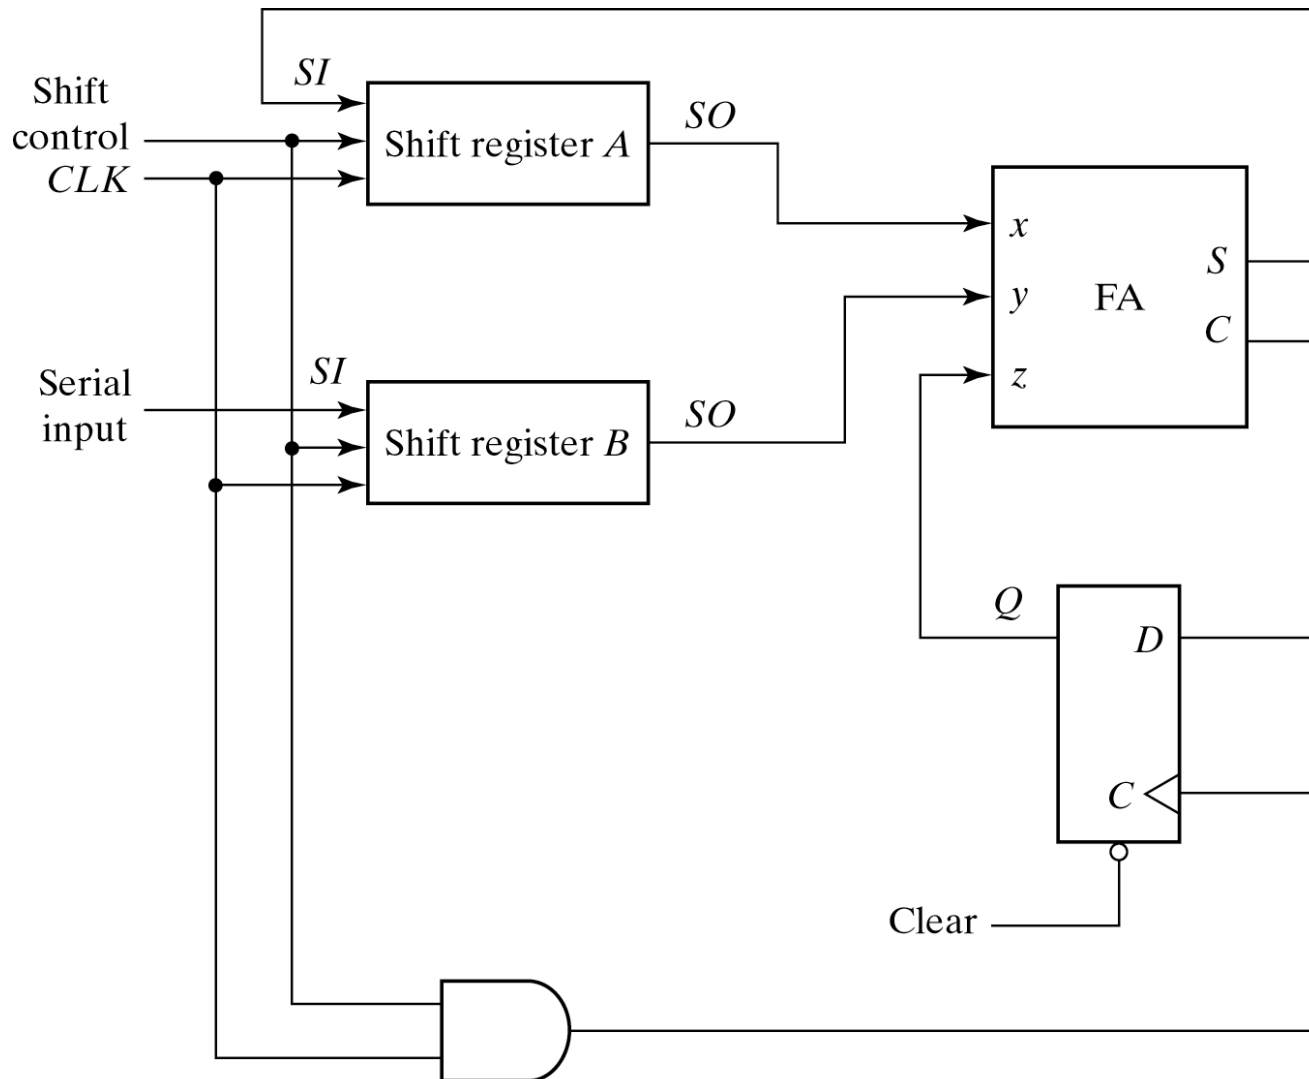 SI
Shift
control
CLK
Shift register A
SO
x
y
z
FA
S
C
Serial
input
SI
Shift register B
SO
Q
D
C
Clear